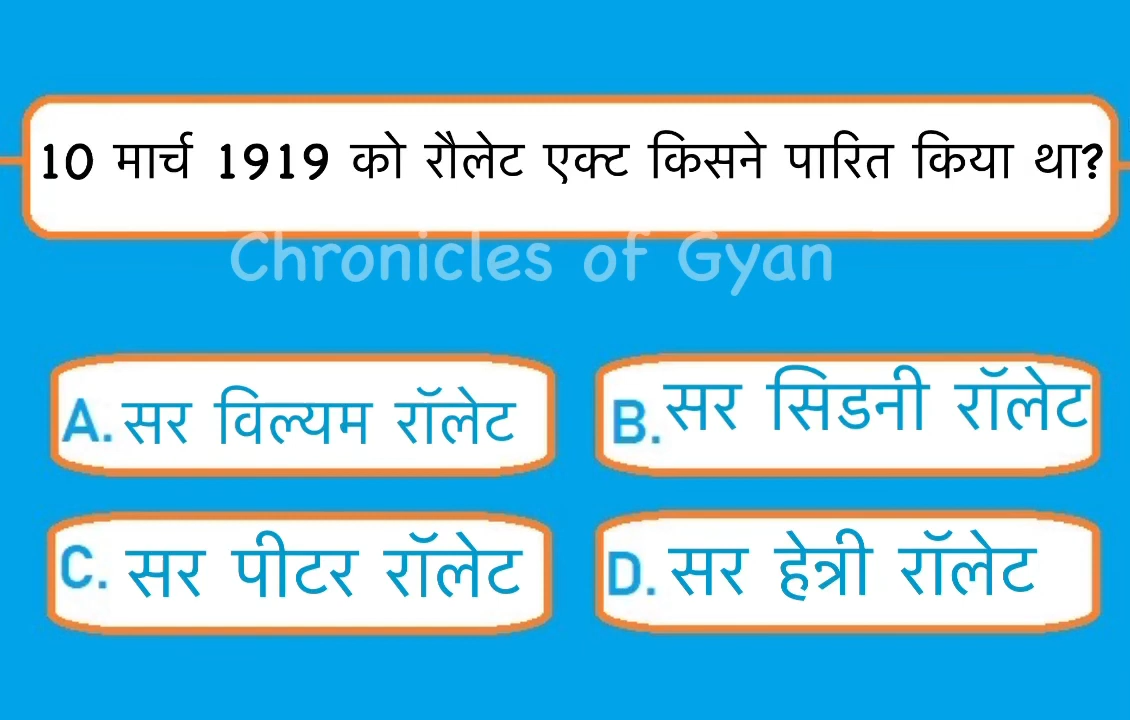 10 मार्च 1919 को रौलेट एक्ट किसने पारित किया था?
Chronicles of Gyan
A. सर विल्यम रॉलेट
B. सर सिडनी रॉलेट
C. सर पीटर रॉलेट
D. सर हेन्री रॉलेट